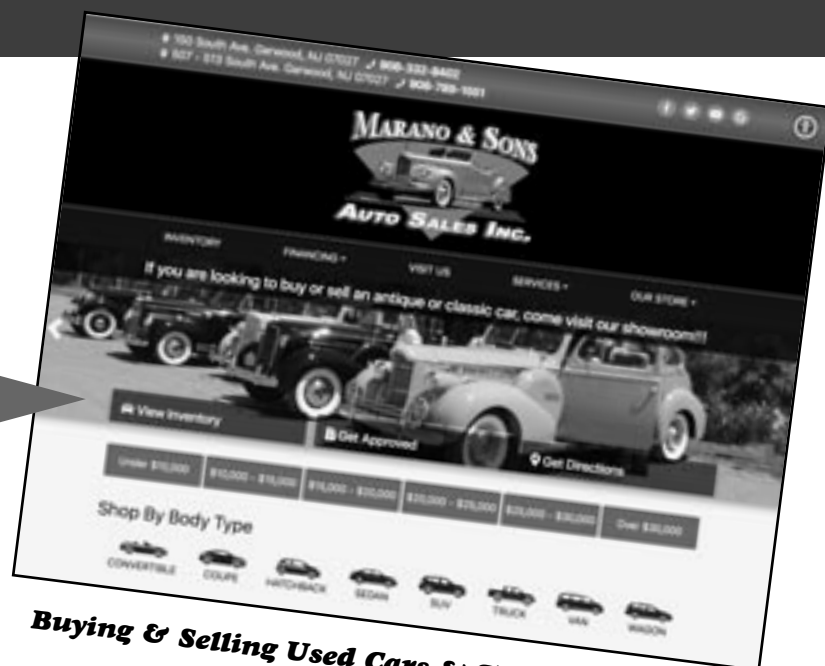 150 South Ave. Garwood, NJ 07027
507 - 513 South Ave. Garwood, NJ 07027
MARANO & SONS
AUTO SALES INC.
INVENTORY
FINANCING
VISIT US
SERVICES
OUR STORE
If you are looking to buy or sell an antique or classic car, come visit our showroom!!!
View Inventory
Get Approved
Get Directions
Under $10,000
$10,000 - $15,000
$15,000 - $20,000
$20,000 - $25,000
$25,000 - $30,000
Over $30,000
Shop By Body Type
CONVERTIBLE
COUPE
HATCHBACK
SEDAN
SUV
TRUCK
VAN
WAGON
Buying & Selling Used Cars &